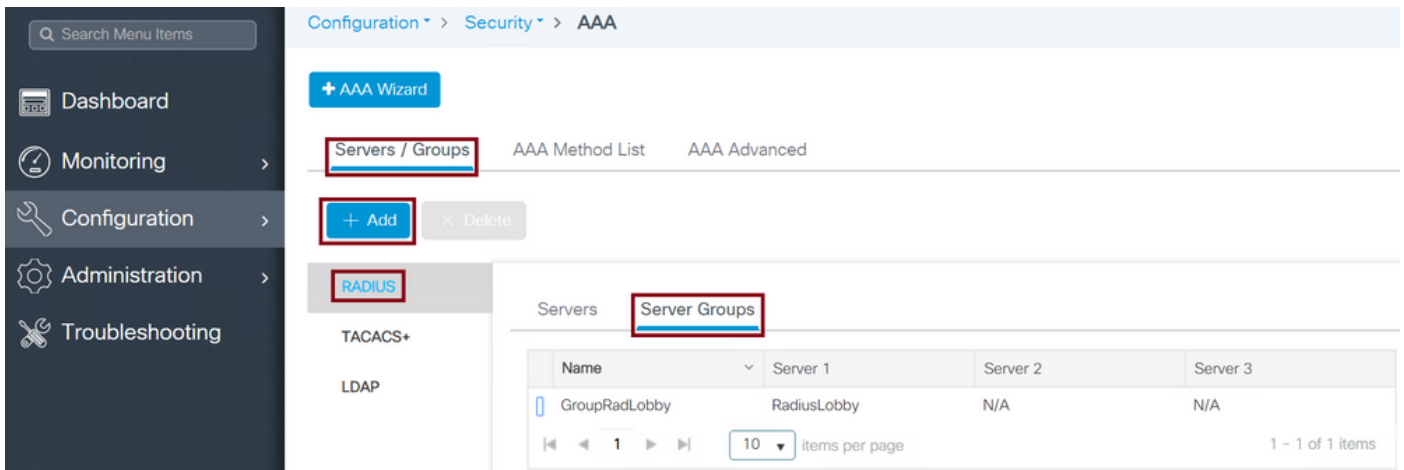 Search Menu Items
Dashboard
Monitoring
Configuration
Administration
Troubleshooting
Configuration > Security > AAA
+ AAA Wizard
Servers / Groups AAA Method List AAA Advanced
+ Add × Delete
RADIUS
TACACS+
LDAP
Servers Server Groups
Name Server 1 Server 2 Server 3
GroupRadLobby RadiusLobby N/A N/A
1 10 items per page 1 - 1 of 1 items